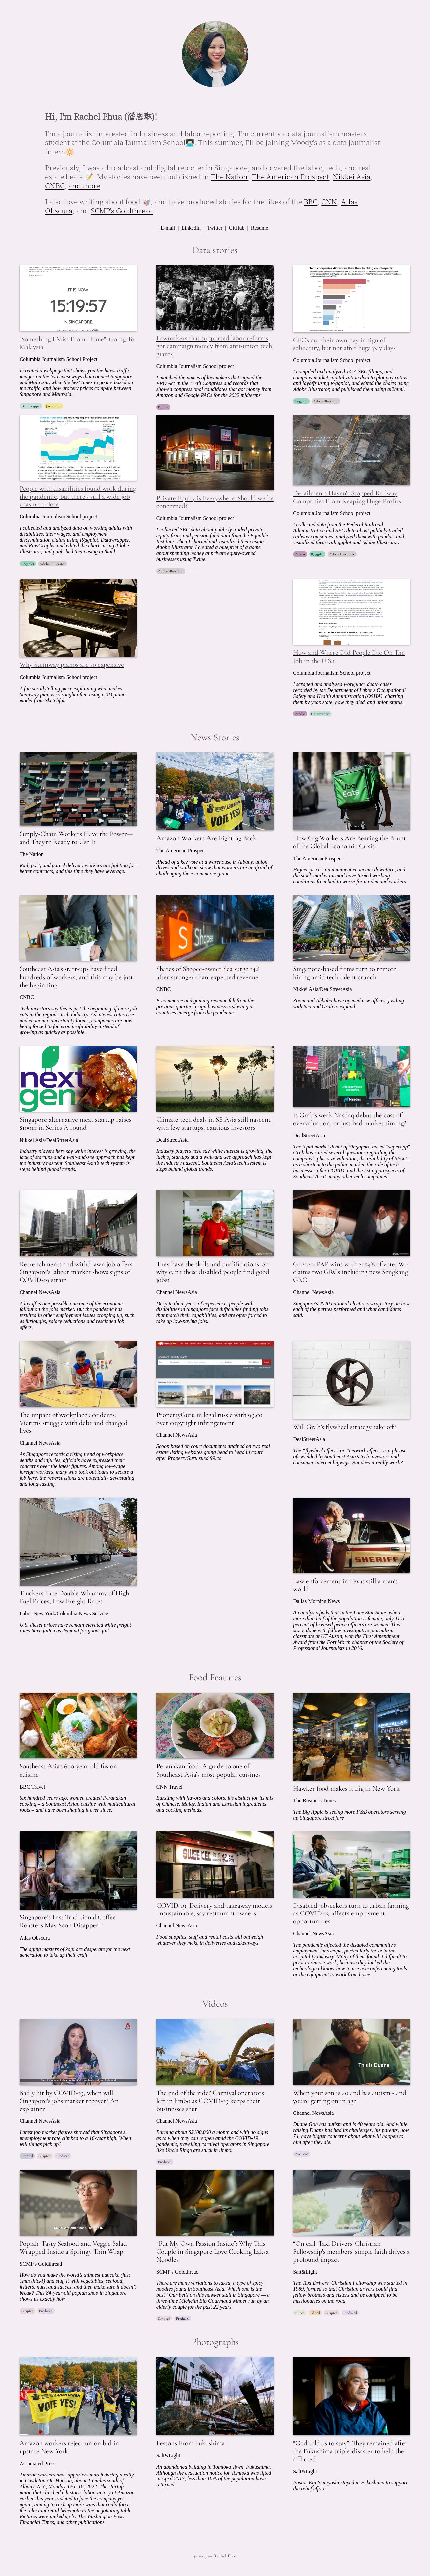 Hi, I'm Rachel Phua (潘恩琳)!
I'm a journalist interested in business and labor reporting. I'm currently a data journalism masters
student at the Columbia Journalism School👩🏻‍💻. This summer, I'll be joining Moody's as a data journalist
intern🔆.
Previously, I was a broadcast and digital reporter in Singapore, and covered the labor, tech, and real
estate beats 📝. My stories have been published in The Nation, The American Prospect, Nikkei Asia,
CNBC, and more.
I also love writing about food 🥡, and have produced stories for the likes of the BBC, CNN, Atlas
Obscura, and SCMP's Goldthread.
E-mail | LinkedIn | Twitter | GitHub | Resume
Data stories
IT IS NOW
15:19:57
IN SINGAPORE.
"Something I Miss From Home": Going To
Malaysia
Columbia Journalism School Project
I created a webpage that shows you the latest traffic
images on the two causeways that connect Singapore
and Malaysia, when the best times to go are based on
the traffic, and how grocery prices compare between
Singapore and Malaysia.
Datawrapper Javascript
Lawmakers that supported labor reforms
got campaign money from anti-union tech
giants
Columbia Journalism School project
I matched the names of lawmakers that signed the
PRO Act in the 117th Congress and records that
showed congressional candidates that got money from
Amazon and Google PACs for the 2022 midterms.
Pandas
CEOs cut their own pay in sign of
solidarity, but not after huge pay days
Columbia Journalism School project
I compiled and analyzed 14-A SEC filings, and
company market capitalization data to get pay ratios
and layoffs using R/ggplot, and edited the charts using
Adobe Illustrator, and published them using ai2html.
R/ggplot Adobe Illustrator
People with disabilities found work during
the pandemic, but there's still a wide job
chasm to close
Columbia Journalism School project
I collected and analyzed data on working adults with
disabilities, their wages, and employment
discrimination claims using R/ggplot, Datawrapper,
and RawGraphs. I edited the charts using Adobe
Illustrator, and published them using ai2html.
R/ggplot Adobe Illustrator
Private Equity is Everywhere. Should we be
concerned?
Columbia Journalism School project
I collected SEC data about publicly traded private
equity firms and pension fund data from the Equable
Institute. Then I charted and visualized them using
Adobe Illustrator. I created a blueprint of a game
about spending money at private equity-owned
businesses using Twine.
Adobe Illustrator
Derailments Haven't Stopped Railway
Companies From Reaping Huge Profits
Columbia Journalism School project
I collected data from the Federal Railroad
Administration and SEC data about publicly traded
railway companies, analyzed them with pandas, and
visualized them with ggplot and Adobe Illustrator.
Pandas R/ggplot Adobe Illustrator
Why Steinway pianos are so expensive
Columbia Journalism School project
A fun scrollytelling piece explaining what makes
Steinway pianos so sought after, using a 3D piano
model from Sketchfab.
How and Where Did People Die On The
Job in the U.S.?
Columbia Journalism School project
I scraped and analyzed workplace death cases
recorded by the Department of Labor's Occupational
Safety and Health Administration (OSHA), charting
them by year, state, how they died, and union status.
Pandas Datawrapper
News Stories
Supply-Chain Workers Have the Power—
and They're Ready to Use It
The Nation
Rail, port, and parcel delivery workers are fighting for
better contracts, and this time they have leverage.
VOTE YES!
Amazon Workers Are Fighting Back
The American Prospect
Ahead of a key vote at a warehouse in Albany, union
drives and walkouts show that workers are unafraid of
challenging the e-commerce grant.
Eats
How Gig Workers Are Bearing the Brunt
of the Global Economic Crisis
The American Prospect
Higher prices, an imminent economic downturn, and
the stock market turmoil have turned working
conditions from bad to worse for on-demand workers.
Southeast Asia's start-ups have fired
hundreds of workers, and this may be just
the beginning
CNBC
Tech investors say this is just the beginning of more job
cuts in the region's tech industry. As interest rates rise
and economic uncertainty looms, companies are now
being forced to focus on profitability instead of
growing as quickly as possible.
Shopee
Shares of Shopee-owner Sea surge 14%
after stronger-than-expected revenue
CNBC
E-commerce and gaming revenue fell from the
previous quarter, a sign business is slowing as
countries emerge from the pandemic.
Singapore-based firms turn to remote
hiring amid tech talent crunch
Nikkei Asia/DealStreetAsia
Zoom and Alibaba have opened new offices, jostling
with Sea and Grab to expand.
next
gen
Singapore alternative meat startup raises
$100m in Series A round
Nikkei Asia/DealStreetAsia
Industry players here say while interest is growing, the
lack of startups and a wait-and-see approach has kept
the industry nascent. Southeast Asia's tech system is
steps behind global trends.
Climate tech deals in SE Asia still nascent
with few startups, cautious investors
DealStreetAsia
Industry players here say while interest is growing, the
lack of startups and a wait-and-see approach has kept
the industry nascent. Southeast Asia's tech system is
steps behind global trends.
Is Grab's weak Nasdaq debut the cost of
overvaluation, or just bad market timing?
DealStreetAsia
The tepid market debut of Singapore-based "superapp"
Grab has raised several questions regarding the
company's plus-size valuation, the reliability of SPACs
as a shortcut to the public market, the role of tech
businesses after COVID, and the listing prospects of
Southeast Asia's many other tech companies.
Retrenchments and withdrawn job offers:
Singapore's labour market shows signs of
COVID-19 strain
Channel NewsAsia
A layoff is one possible outcome of the economic
fallout on the job market. But the pandemic has
resulted in other employment issues cropping up, such
as furloughs, salary reductions and rescinded job
offers.
They have the skills and qualifications. So
why can't these disabled people find good
jobs?
Channel NewsAsia
Despite their years of experience, people with
disabilities in Singapore face difficulties finding jobs
that match their capabilities, and are often forced to
take up low-paying jobs.
GE2020: PAP wins with 61.24% of vote; WP
claims two GRCs including new Sengkang
GRC
Channel NewsAsia
Singapore's 2020 national elections wrap story on how
each of the parties performed and what candidates
said.
The impact of workplace accidents:
Victims struggle with debt and changed
lives
Channel NewsAsia
As Singapore records a rising trend of workplace
deaths and injuries, officials have expressed their
concerns over the latest figures. Among low-wage
foreign workers, many who took out loans to secure a
job here, the repercussions are potentially devastating
and long-lasting.
PropertyGuru in legal tussle with 99.co
over copyright infringement
Channel NewsAsia
Scoop based on court documents attained on two real
estate listing websites going head to head in court
after PropertyGuru sued 99.co.
Will Grab's flywheel strategy take off?
DealStreetAsia
The "flywheel effect" or "network effect" is a phrase
oft-wielded by Southeast Asia's tech investors and
consumer internet bigwigs. But does it really work?
Truckers Face Double Whammy of High
Fuel Prices, Low Freight Rates
Labor New York/Columbia News Service
U.S. diesel prices have remain elevated while freight
rates have fallen as demand for goods fall.
SHERIFF
Law enforcement in Texas still a man's
world
Dallas Morning News
An analysis finds that in the Lone Star State, where
more than half of the population is female, only 11.5
percent of licensed peace officers are women. This
story, done with fellow investigative journalism
classmate at UT Austin, won the First Amendment
Award from the Fort Worth chapter of the Society of
Professional Journalists in 2016.
Food Features
Southeast Asia's 600-year-old fusion
cuisine
BBC Travel
Six hundred years ago, women created Peranakan
cooking – a Southeast Asian cuisine with multicultural
roots – and have been shaping it ever since.
Peranakan food: A guide to one of
Southeast Asia's most popular cuisines
CNN Travel
Bursting with flavors and colors, it's distinct for its mix
of Chinese, Malay, Indian and Eurasian ingredients
and cooking methods.
Hawker food makes it big in New York
The Business Times
The Big Apple is seeing more F&B operators serving
up Singapore street fare
Singapore's Last Traditional Coffee
Roasters May Soon Disappear
Atlas Obscura
The aging masters of kopi are desperate for the next
generation to take up their craft.
COVID-19: Delivery and takeaway models
unsustainable, say restaurant owners
Channel NewsAsia
Food supplies, staff and rental costs will outweigh
whatever they make in deliveries and takeaways.
Disabled jobseekers turn to urban farming
as COVID-19 affects employment
opportunities
Channel NewsAsia
The pandemic affected the disabled community's
employment landscape, particularly those in the
hospitality industry. Many of them found it difficult to
pivot to remote work, because they lacked the
technological know-how to use teleconferencing tools
or the equipment to work from home.
Videos
Badly hit by COVID-19, when will
Singapore's jobs market recover? An
explainer
Channel NewsAsia
Latest job market figures showed that Singapore's
unemployment rate climbed to a 16-year high. When
will things pick up?
Fronted Scripted Produced
The end of the ride? Carnival operators
left in limbo as COVID-19 keeps their
businesses shut
Channel NewsAsia
Burning about S$100,000 a month and with no signs
as to when they can resume amid the COVID-19
pandemic, travelling carnival operators in Singapore
like Uncle Ringo are stuck in limbo.
Produced
This is Duane
When your son is 40 and has autism - and
you're getting on in age
Channel NewsAsia
Duane Goh has autism and is 40 years old. And while
raising Duane has had its challenges, his parents, now
74, have bigger concerns about what will happen to
him after they die.
Produced
Popiah: Tasty Seafood and Veggie Salad
Wrapped Inside a Springy Thin Wrap
SCMP's Goldthread
How do you make the world's thinnest pancake (just
1mm thick!) and stuff it with vegetables, seafood,
fritters, nuts, and sauces, and then make sure it doesn't
break? This 84-year-old popiah shop in Singapore
shows us exactly how.
Scripted Produced
"Put My Own Passion Inside": Why This
Couple in Singapore Love Cooking Laksa
Noodles
SCMP's Goldthread
There are many variations to laksa, a type of spicy
noodles found in Southeast Asia. Which one is the
best? Our bet's on this hawker stall in Singapore — a
three-time Michelin Bib Gourmand winner run by an
elderly couple for the past 22 years.
Scripted Produced
"On call: Taxi Drivers' Christian
Fellowship's members' simple faith drives a
profound impact
Salt&Light
The Taxi Drivers' Christian Fellowship was started in
1989, formed so that Christian drivers could find
fellow brothers and sisters and be equipped to be
missionaries on the road.
Filmed Edited Scripted Produced
Photographs
VOTE YES!
Amazon workers reject union bid in
upstate New York
Associated Press
Amazon workers and supporters march during a rally
in Castleton-On-Hudson, about 15 miles south of
Albany, N.Y., Monday, Oct. 10, 2022. The startup
union that clinched a historic labor victory at Amazon
earlier this year is slated to face the company yet
again, aiming to rack up more wins that could force
the reluctant retail behemoth to the negotiating table.
Pictures were picked up by The Washington Post,
Financial Times, and other publications.
Lessons From Fukushima
Salt&Light
An abandoned building in Tomioka Town, Fukushima.
Although the evacuation notice for Tomioka was lifted
in April 2017, less than 10% of the population have
returned.
"God told us to stay": They remained after
the Fukushima triple-disaster to help the
afflicted
Salt&Light
Pastor Eiji Sumiyoshi stayed in Fukushima to support
the relief efforts.
© 2023 — Rachel Phua